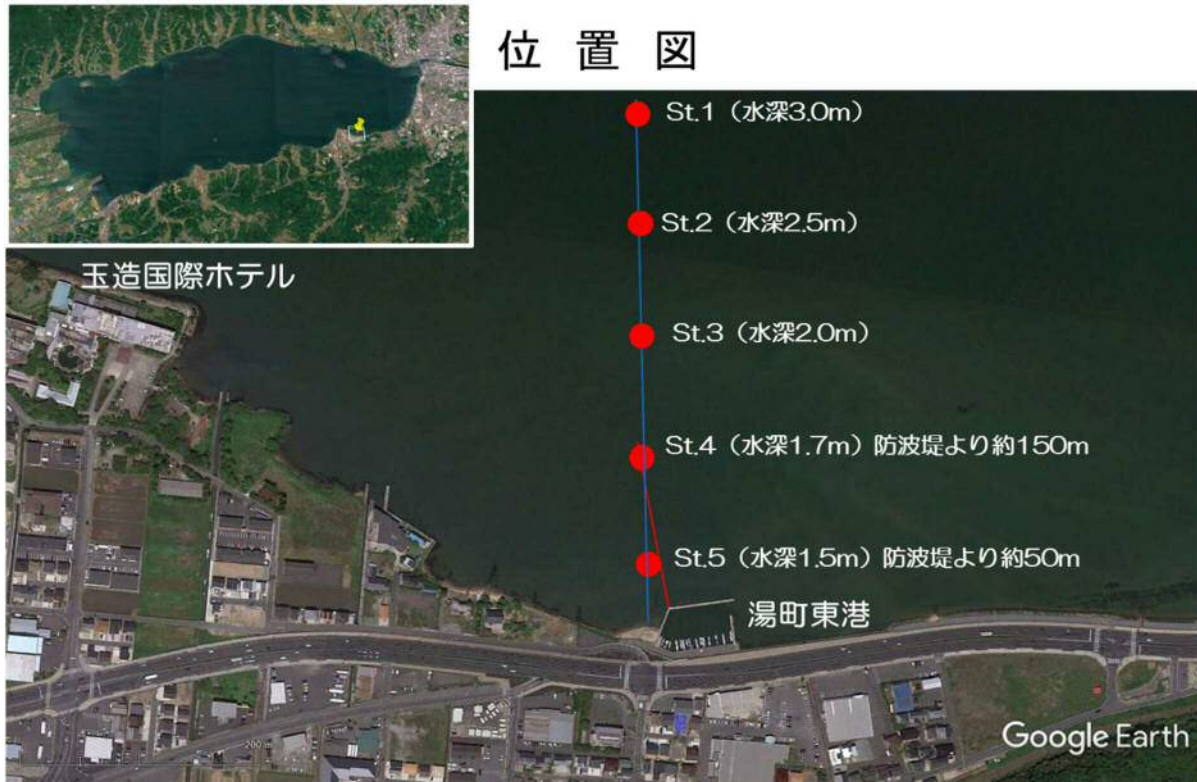 位 置 図
St.1（水深3.0m）
St.2（水深2.5m）
玉造国際ホテル
St.3（水深2.0m）
St.4（水深1.7m）防波堤より約150m
St.5（水深1.5m）防波堤より約50m
湯町東港
200 m
Google Earth